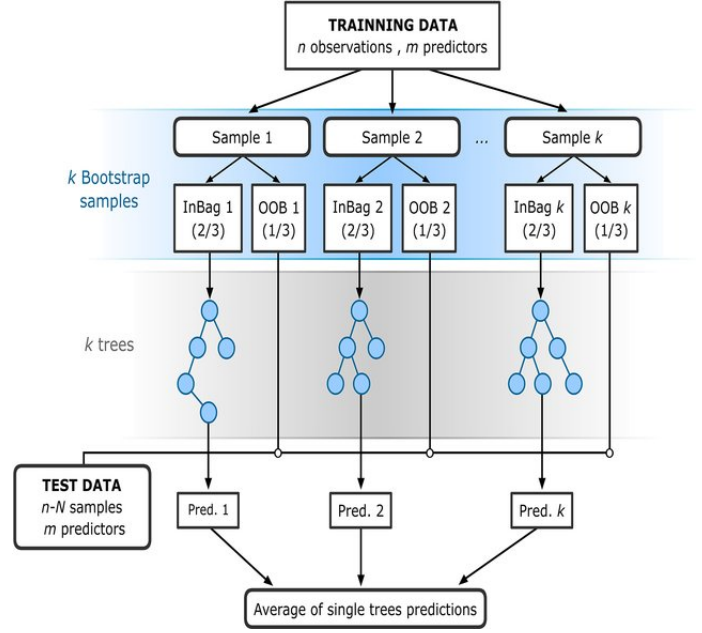 TRAINNING DATA
n observations , m predictors
Sample 1
Sample 2
...
Sample k
k Bootstrap
samples
InBag 1
(2/3)
OOB 1
(1/3)
InBag 2
(2/3)
OOB 2
(1/3)
InBag k
(2/3)
OOB k
(1/3)
k trees
TEST DATA
n-N samples
m predictors
Pred. 1
Pred. 2
Pred. k
Average of single trees predictions